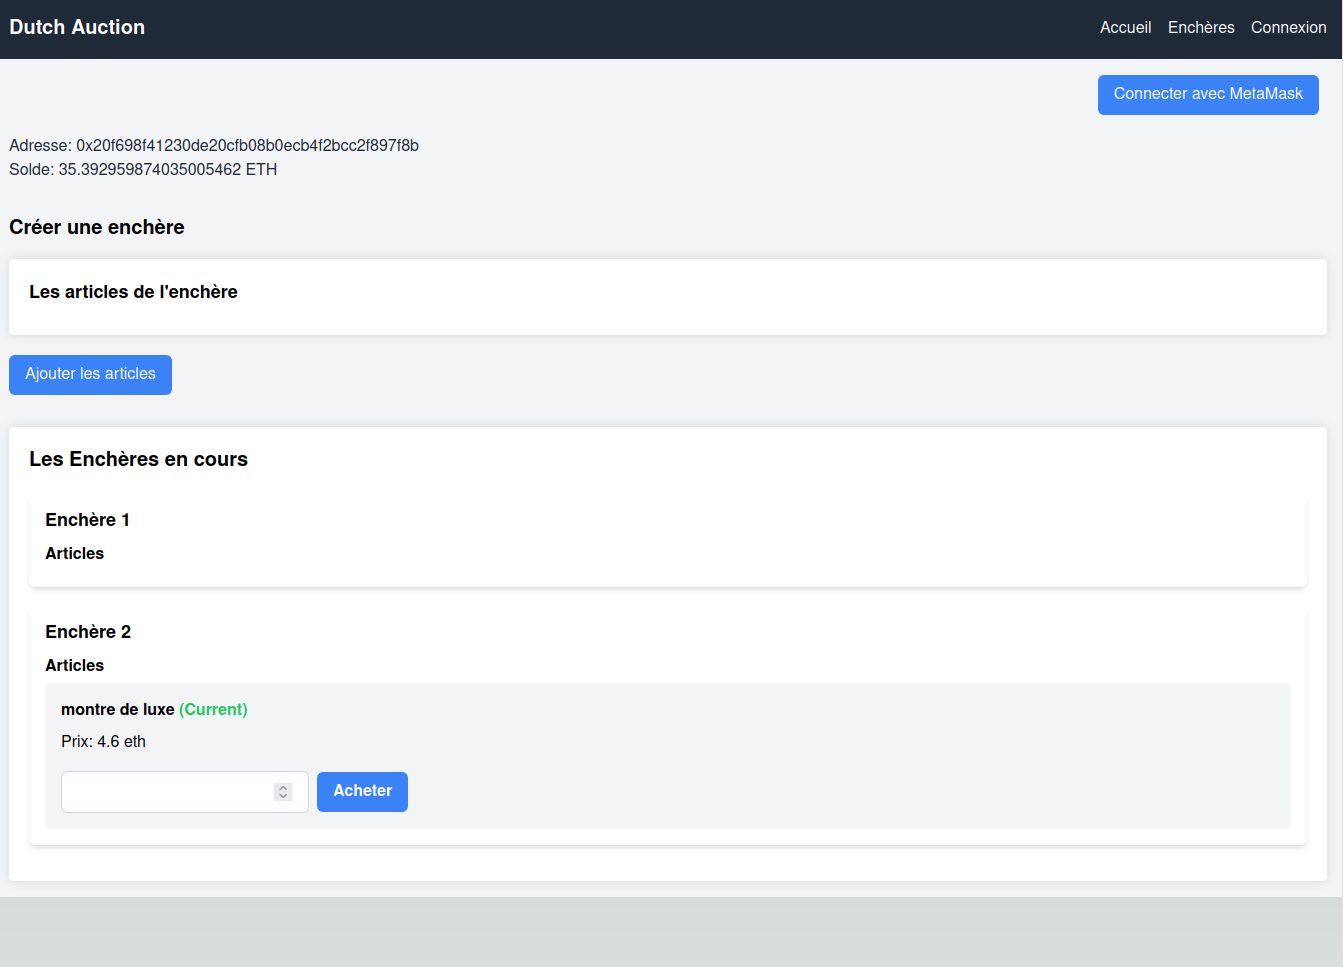 Dutch Auction
Accueil Enchères Connexion
Connecter avec MetaMask
Adresse: 0x20f698f41230de20cfb08b0ecb4f2bcc2f897f8b
Solde: 35.392959874035005462 ETH
Créer une enchère
Les articles de l'enchère
Ajouter les articles
Les Enchères en cours
Enchère 1
Articles
Enchère 2
Articles
montre de luxe (Current)
Prix: 4.6 eth
Acheter